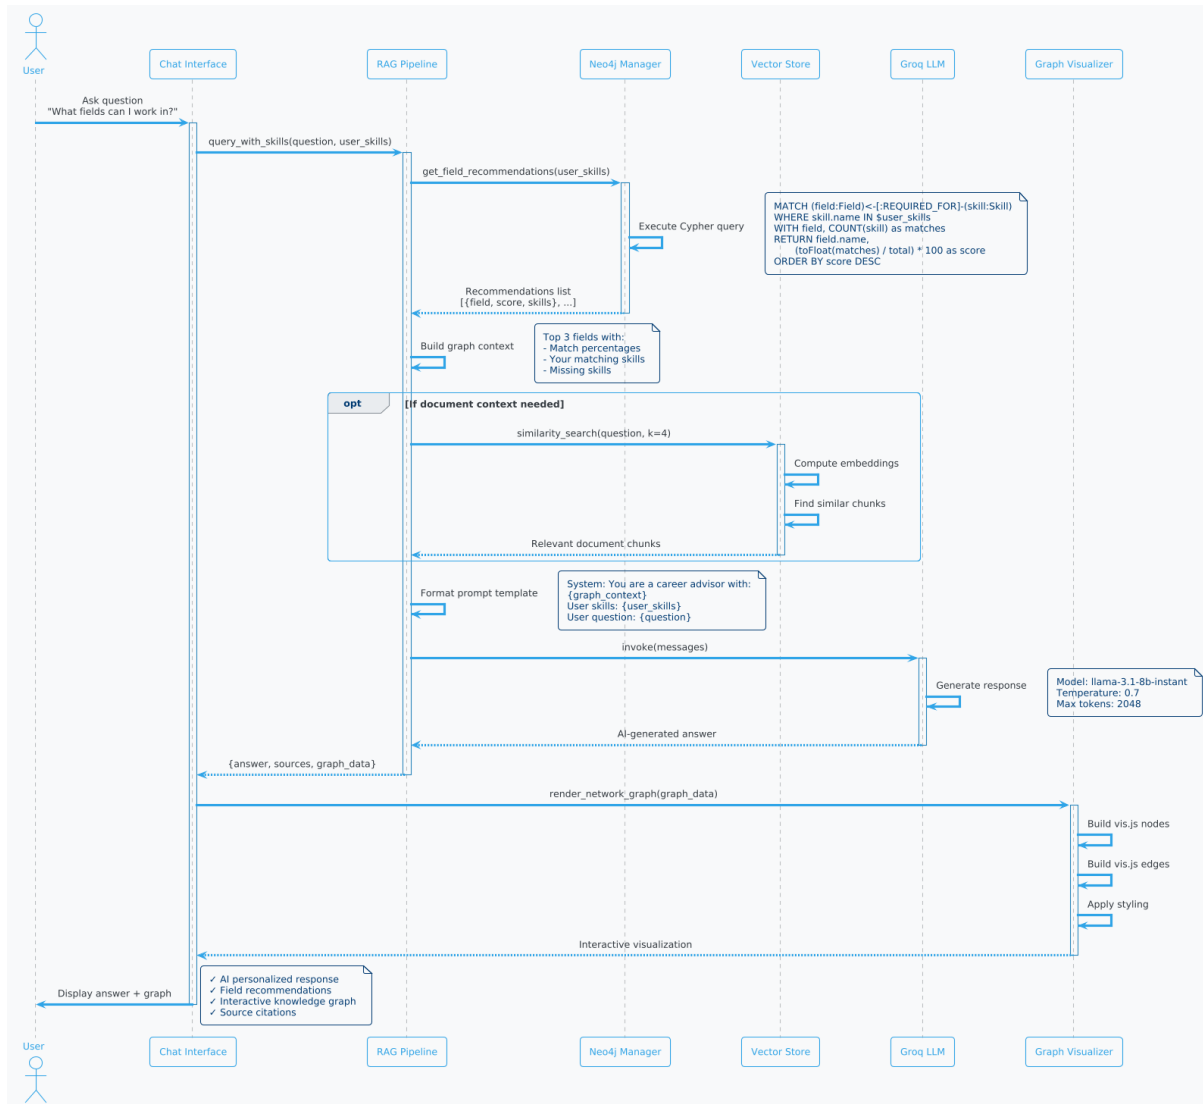 User
Chat Interface
RAG Pipeline
Neo4j Manager
Vector Store
Groq LLM
Graph Visualizer
Ask question
"What fields can I work in?"
query_with_skills(question, user_skills)
get_field_recommendations(user_skills)
Execute Cypher query
MATCH (field:Field)<-[:REQUIRED_FOR]-(skill:Skill)
WHERE skill.name IN $user_skills
WITH field, COUNT(skill) as matches
RETURN field.name,
(toFloat(matches) / total) * 100 as score
ORDER BY score DESC
Recommendations list
[{field, score, skills}, ...]
Build graph context
Top 3 fields with:
- Match percentages
- Your matching skills
- Missing skills
opt
[If document context needed]
similarity_search(question, k=4)
Compute embeddings
Find similar chunks
Relevant document chunks
Format prompt template
System: You are a career advisor with:
{graph_context}
User skills: {user_skills}
User question: {question}
invoke(messages)
Generate response
Model: llama-3.1-8b-instant
Temperature: 0.7
Max tokens: 2048
AI-generated answer
{answer, sources, graph_data}
render_network_graph(graph_data)
Build vis.js nodes
Build vis.js edges
Apply styling
Interactive visualization
Display answer + graph
✓ AI personalized response
✓ Field recommendations
✓ Interactive knowledge graph
✓ Source citations
User
Chat Interface
RAG Pipeline
Neo4j Manager
Vector Store
Groq LLM
Graph Visualizer